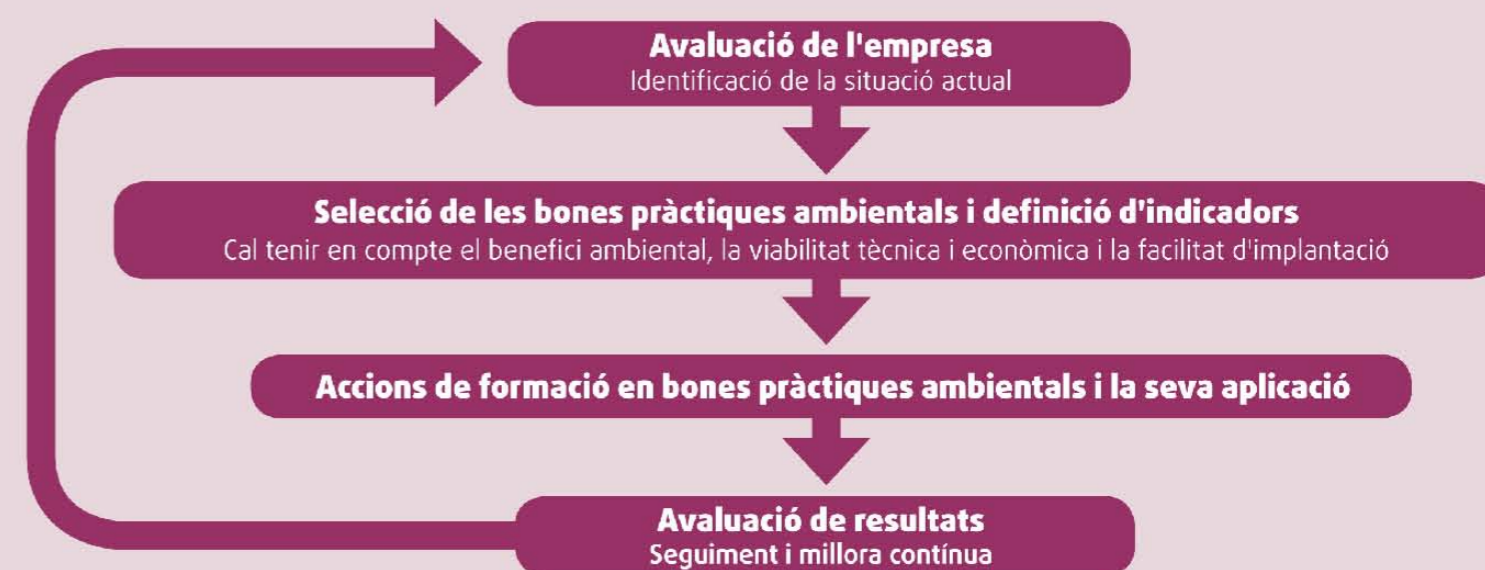 Avaluació de l'empresa
Identificació de la situació actual
Selecció de les bones pràctiques ambientals i definició d'indicadors
Cal tenir en compte el benefici ambiental, la viabilitat tècnica i econòmica i la facilitat d'implantació
Accions de formació en bones pràctiques ambientals i la seva aplicació
Avaluació de resultats
Seguiment i millora contínua